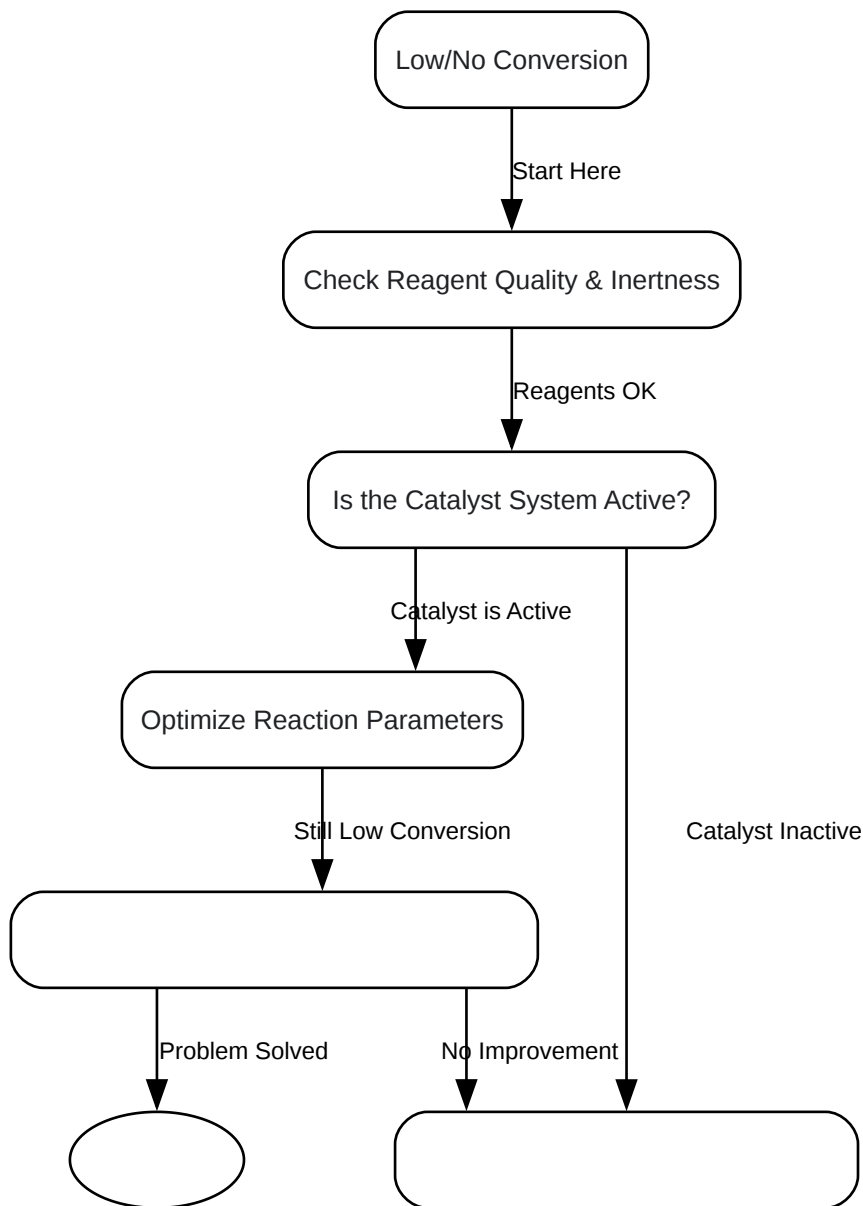 Low/No Conversion
Start Here
Check Reagent Quality & Inertness
Reagents OK
Is the Catalyst System Active?
Catalyst is Active
Optimize Reaction Parameters
Still Low Conversion
Catalyst Inactive
Problem Solved
No Improvement